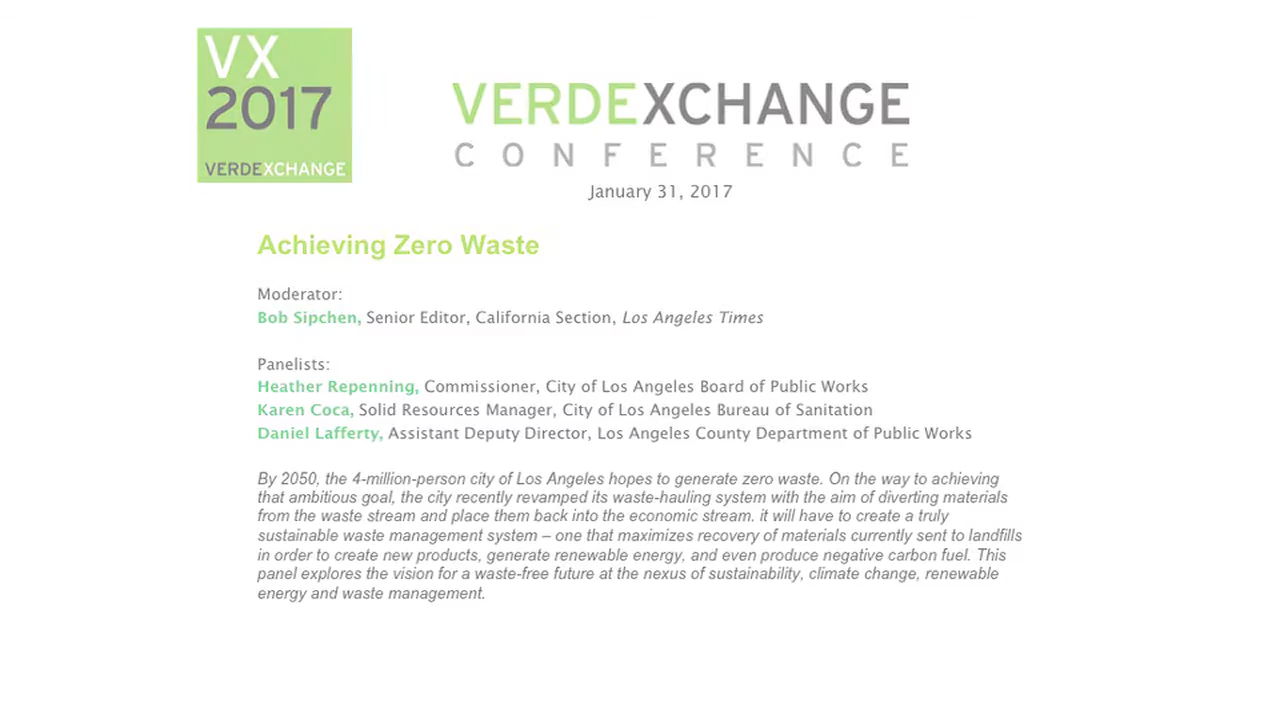 VX
2017
VERDEXCHANGE
VERDEXCHANGE
CONFERENCE
January 31, 2017
Achieving Zero Waste
Moderator:
Bob Sipchen, Senior Editor, California Section, Los Angeles Times
Panelists:
Heather Repenning, Commissioner, City of Los Angeles Board of Public Works
Karen Coca, Solid Resources Manager, City of Los Angeles Bureau of Sanitation
Daniel Lafferty, Assistant Deputy Director, Los Angeles County Department of Public Works
By 2050, the 4-million-person city of Los Angeles hopes to generate zero waste. On the way to achieving
that ambitious goal, the city recently revamped its waste-hauling system with the aim of diverting materials
from the waste stream and place them back into the economic stream. it will have to create a truly
sustainable waste management system – one that maximizes recovery of materials currently sent to landfills
in order to create new products, generate renewable energy, and even produce negative carbon fuel. This
panel explores the vision for a waste-free future at the nexus of sustainability, climate change, renewable
energy and waste management.